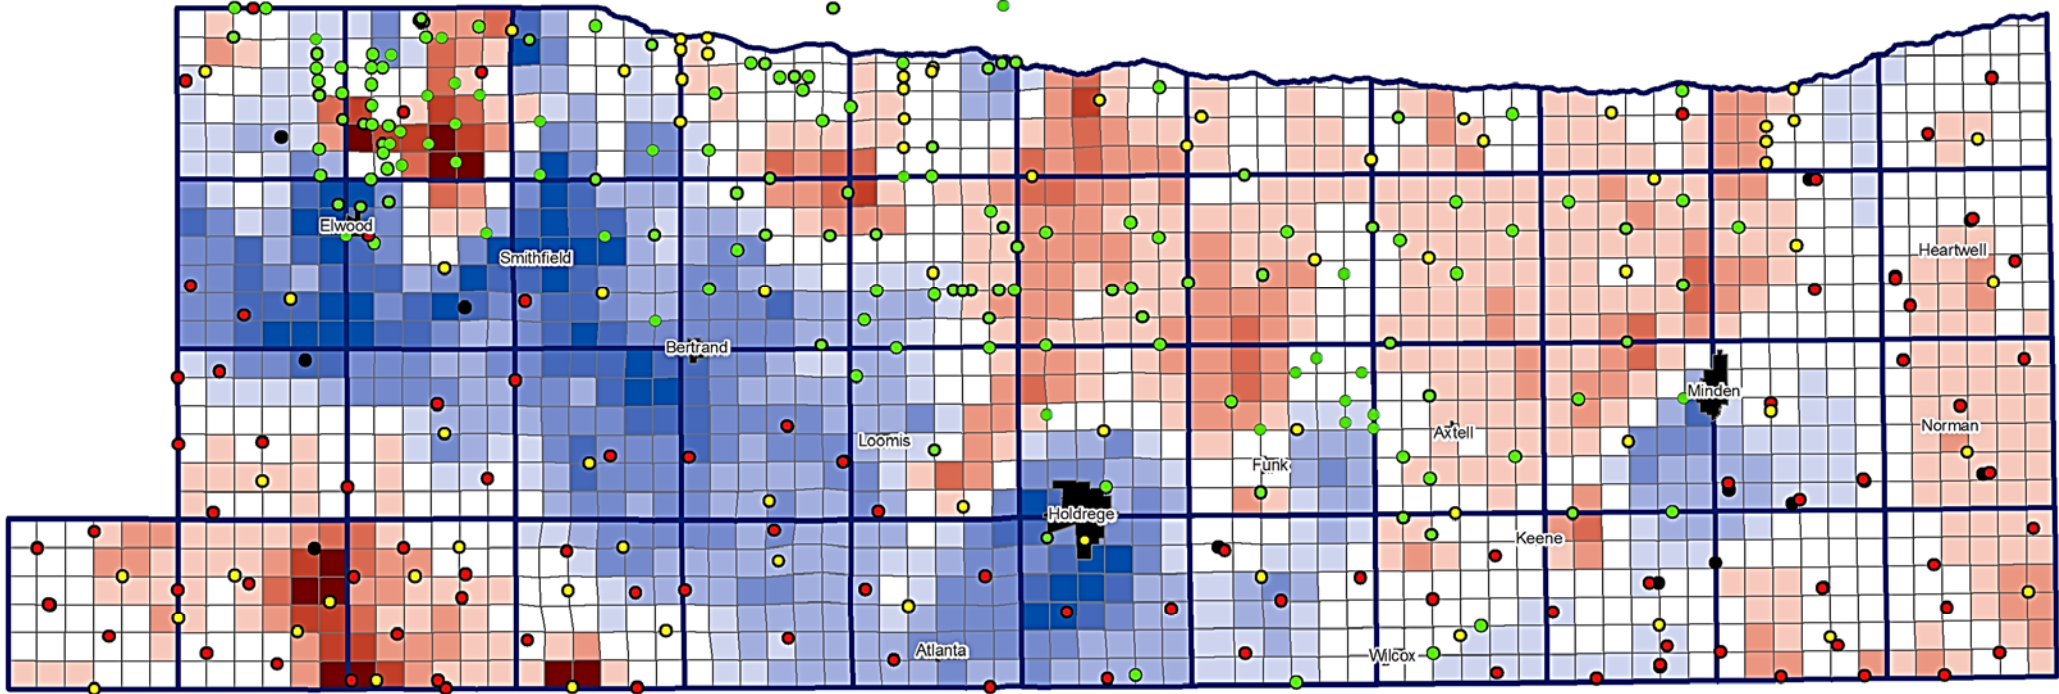 Elwood
Smithfield
Heartwell
Bertrand
Minden
Loomis
Axtell
Norman
Funk
Holdrege
Keene
Atlanta
Wilcox